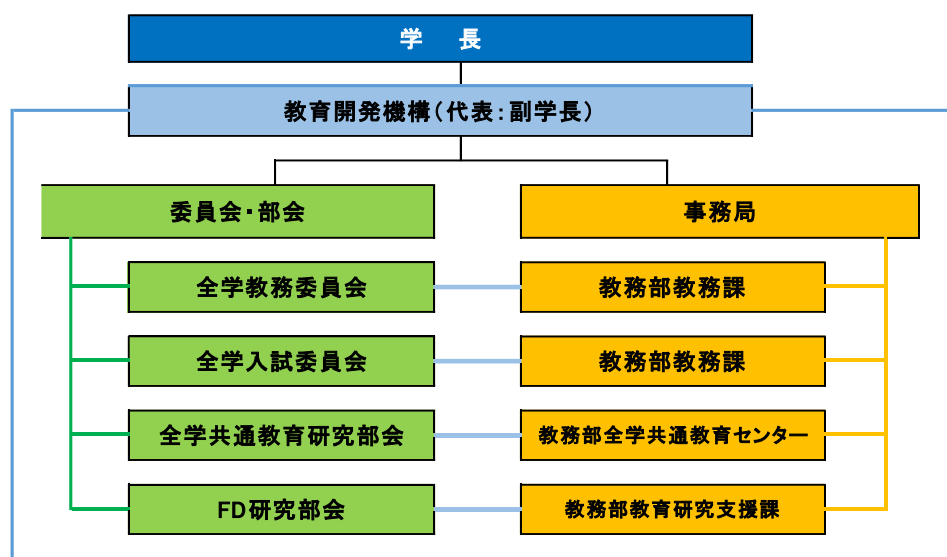 学 長
教育開発機構(代表:副学長)
委員会・部会
事務局
全学教務委員会
教務部教務課
全学入試委員会
教務部教務課
全学共通教育研究部会
教務部全学共通教育センター
FD研究部会
教務部教育研究支援課